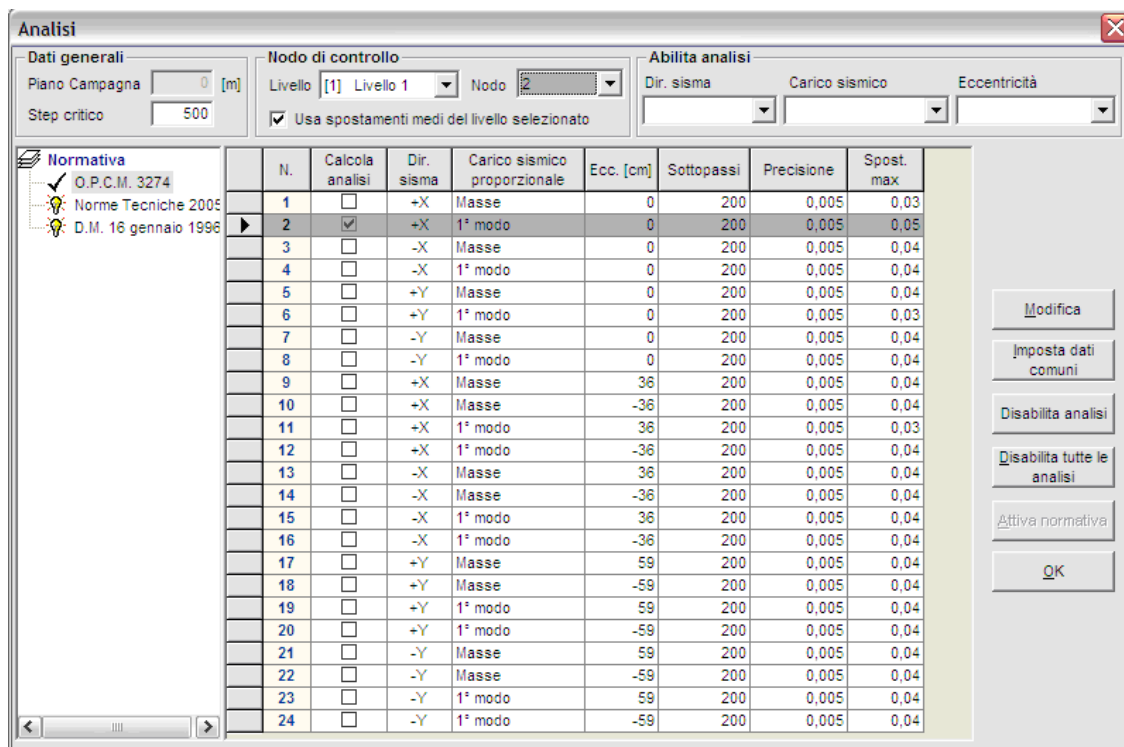 Analisi
Dati generali
Piano Campagna 0 [m]
Step critico 500
Nodo di controllo
Livello [1] Livello 1 Nodo 2
Usa spostamenti medi del livello selezionato
Abilita analisi
Dir. sisma Carico sismico Eccentricità
Normativa
O.P.C.M. 3274
Norme Tecniche 2005
D.M. 16 gennaio 1996
N. Calcola analisi Dir. sisma Carico sismico proporzionale Ecc. [cm] Sottopassi Precisione Spost. max
1 +X Masse 0 200 0,005 0,03
2 +X 1° modo 0 200 0,005 0,05
3 -X Masse 0 200 0,005 0,04
4 -X 1° modo 0 200 0,005 0,04
5 +Y Masse 0 200 0,005 0,04
6 +Y 1° modo 0 200 0,005 0,03
7 -Y Masse 0 200 0,005 0,04
8 -Y 1° modo 0 200 0,005 0,04
9 +X Masse 36 200 0,005 0,04
10 +X Masse -36 200 0,005 0,04
11 +X 1° modo 36 200 0,005 0,03
12 +X 1° modo -36 200 0,005 0,04
13 -X Masse 36 200 0,005 0,04
14 -X Masse -36 200 0,005 0,04
15 -X 1° modo 36 200 0,005 0,04
16 -X 1° modo -36 200 0,005 0,04
17 +Y Masse 59 200 0,005 0,04
18 +Y Masse -59 200 0,005 0,04
19 +Y 1° modo 59 200 0,005 0,04
20 +Y 1° modo -59 200 0,005 0,04
21 -Y Masse 59 200 0,005 0,04
22 -Y Masse -59 200 0,005 0,04
23 -Y 1° modo 59 200 0,005 0,04
24 -Y 1° modo -59 200 0,005 0,04
Modifica
Imposta dati
comuni
Disabilita analisi
Disabilita tutte le
analisi
Attiva normativa
OK